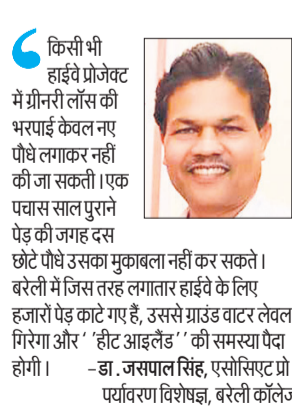 किसी भी
हाईवे प्रोजेक्ट
में ग्रीनरी लॉस की
भरपाई केवल नए
पौधे लगाकर नहीं
की जा सकती। एक
पचास साल पुराने
पेड़ की जगह दस
छोटे पौधे उसका मुकाबला नहीं कर सकते।
बरेली में जिस तरह लगातार हाईवे के लिए
हजारों पेड़ काटे गए हैं, उससे ग्राउंड वाटर लेवल
गिरेगा और ' 'हीट आइलैंड' ' की समस्या पैदा
होगी। -डा. जसपाल सिंह, एसोसिएट प्रो
पर्यावरण विशेषज्ञ, बरेली कॉलेज